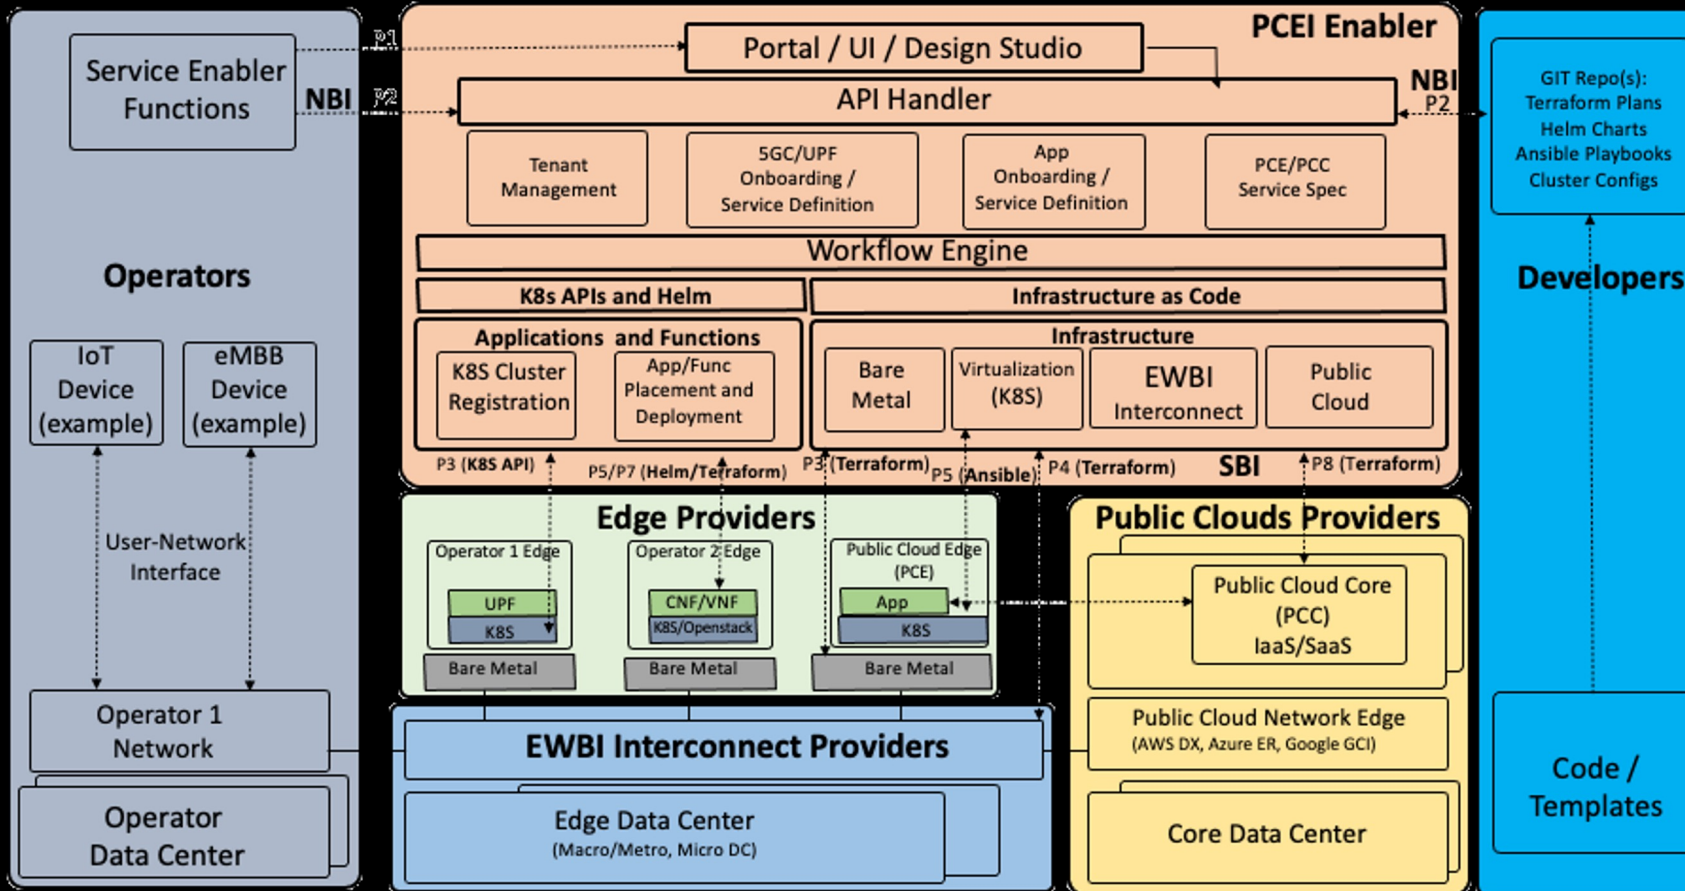 Operators
Service Enabler
Functions
NBI
P1
P2
IoT
Device
(example)
eMBB
Device
(example)
User-Network
Interface
Operator 1
Network
Operator
Data Center
PCEI Enabler
Portal / UI / Design Studio
API Handler
NBI
P2
Tenant
Management
5GC/UPF
Onboarding /
Service Definition
App
Onboarding /
Service Definition
PCE/PCC
Service Spec
Workflow Engine
K8s APIs and Helm
Infrastructure as Code
Applications and Functions
K8S Cluster
Registration
App/Func
Placement and
Deployment
Infrastructure
Bare
Metal
Virtualization
(K8S)
EWBI
Interconnect
Public
Cloud
P3 (K8S API)
P5/P7 (Helm/Terraform)
P3 (Terraform)
P5 (Ansible)
P4 (Terraform)
SBI
P8 (Terraform)
Edge Providers
Operator 1 Edge
UPF
K8S
Bare Metal
Operator 2 Edge
CNF/VNF
K8S/Openstack
Bare Metal
Public Cloud Edge
(PCE)
App
K8S
Bare Metal
EWBI Interconnect Providers
Edge Data Center
(Macro/Metro, Micro DC)
Public Clouds Providers
Public Cloud Core
(PCC)
IaaS/SaaS
Public Cloud Network Edge
(AWS DX, Azure ER, Google GCI)
Core Data Center
GIT Repo(s):
Terraform Plans
Helm Charts
Ansible Playbooks
Cluster Configs
Developers
Code /
Templates